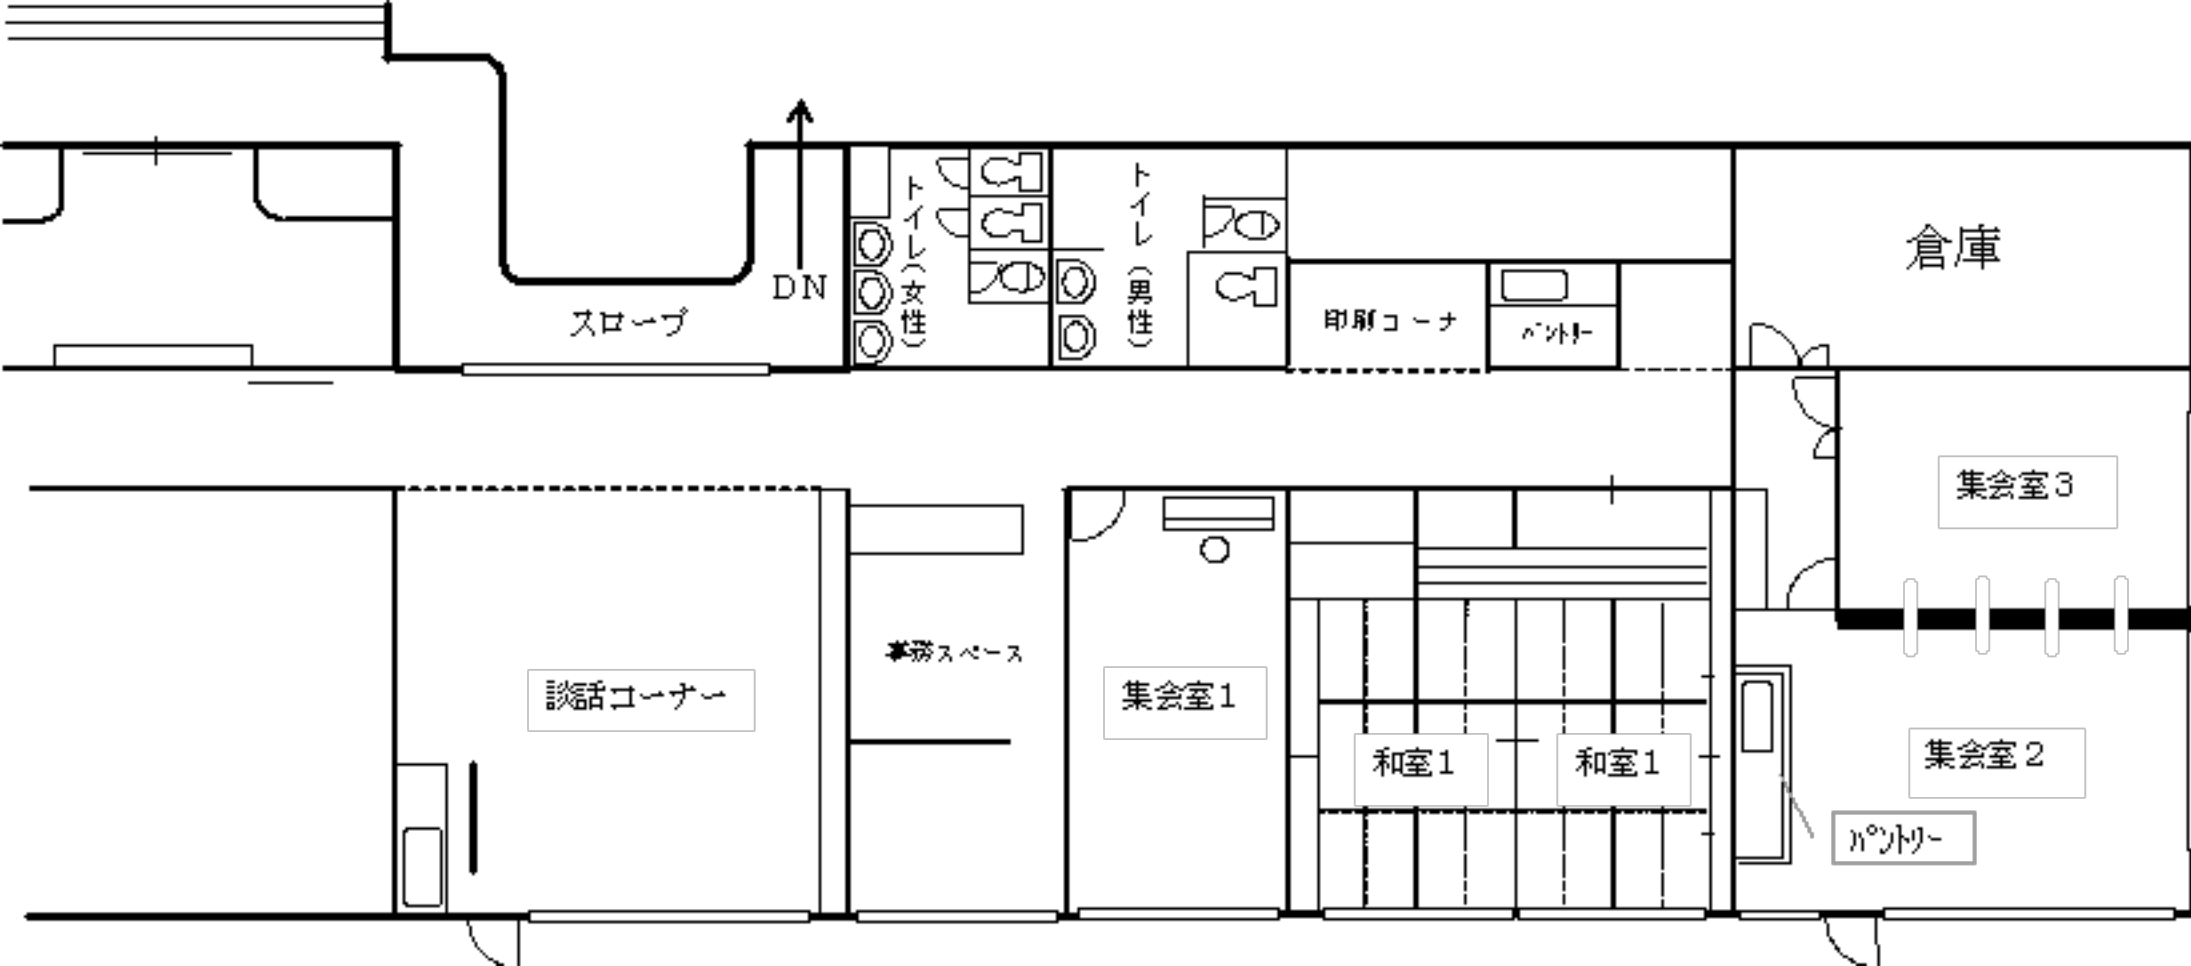 トイレ(女性)
トイレ(男性)
倉庫
DN
スロープ
印刷コーナ
パントリー
集会室3
事務スペース
談話コーナー
集会室1
和室1
和室1
集会室2
パントリー